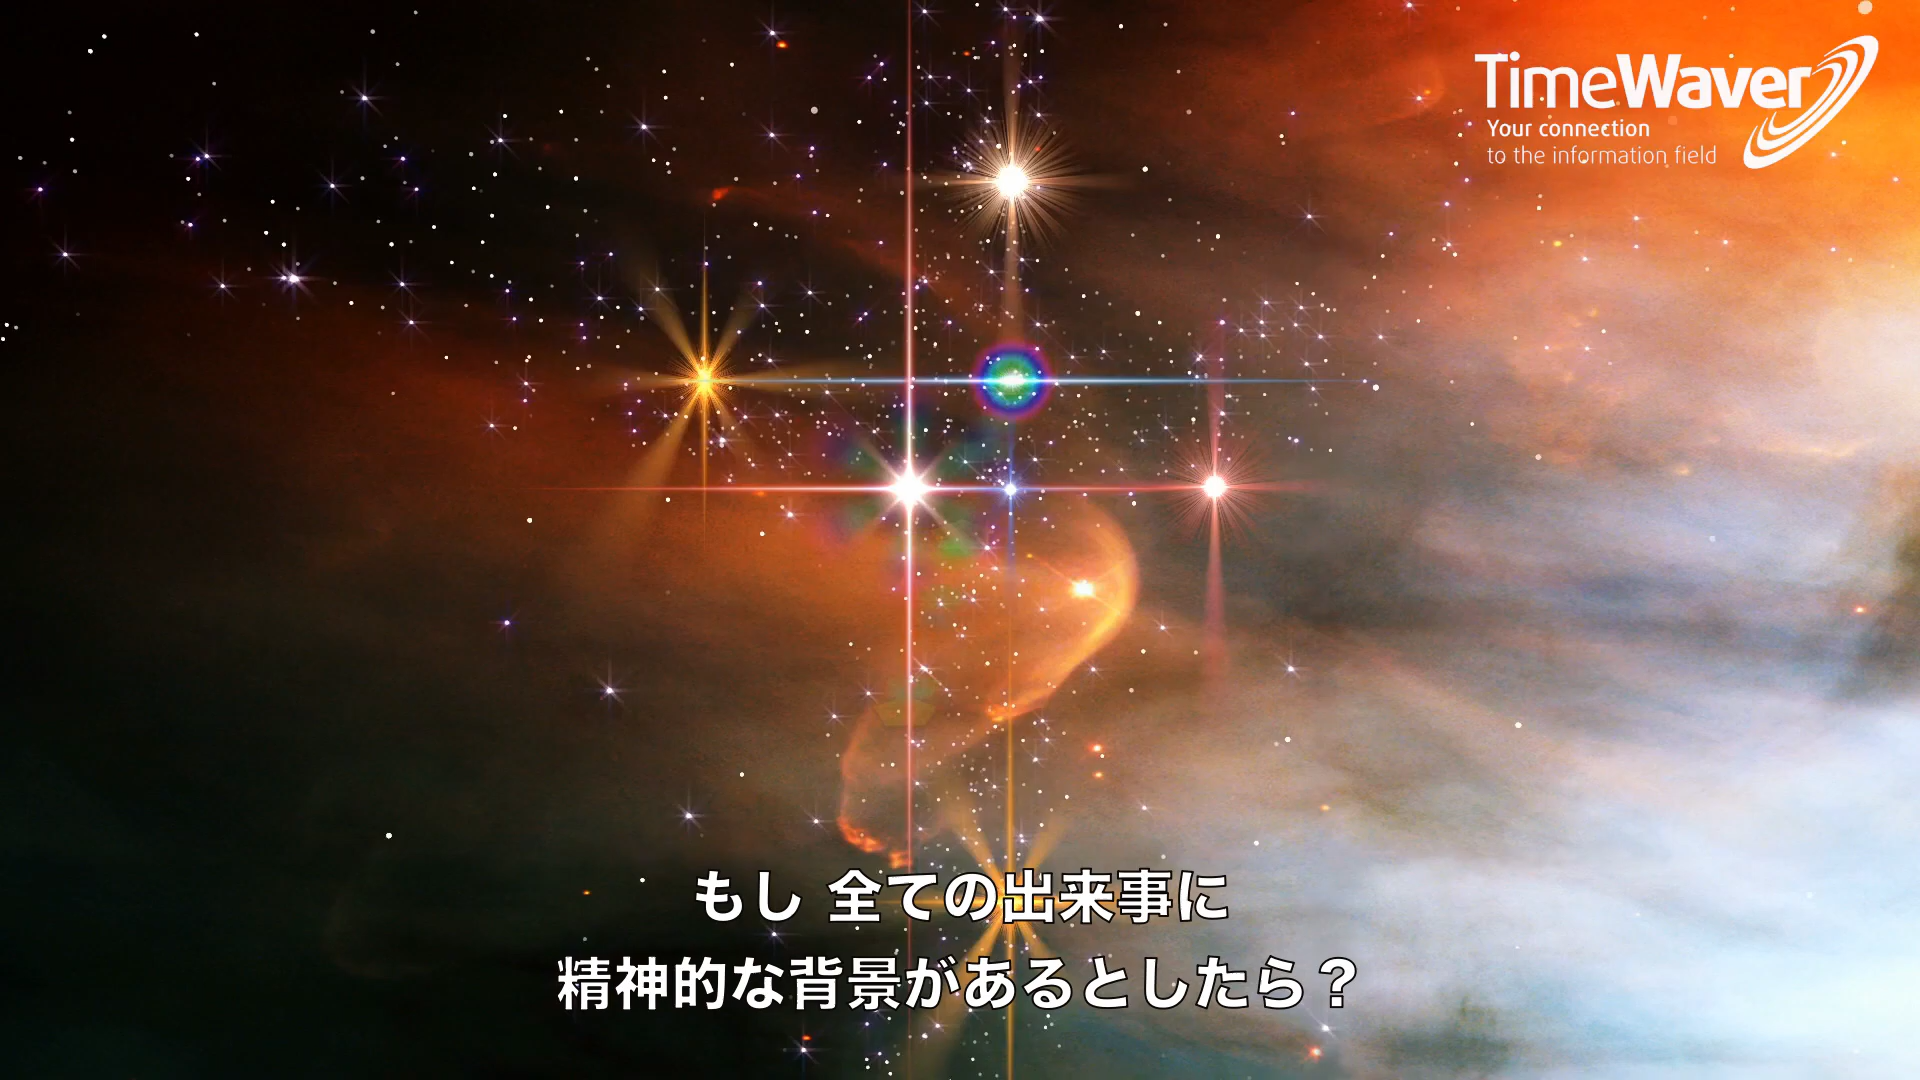 TimeWaver
Your connection
to the information field
もし 全ての出来事に
精神的な背景があるとしたら？